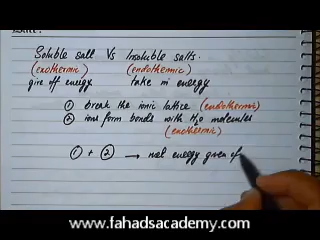 Soluble salt Vs Insoluble salts.
(exothermic) (endothermic)
give off energy take in energy
① break the ionic lattice (endothermic)
② ions form bonds with H₂O molecules
(exothermic)
① + ② → net energy given of
www.fahadsacademy.com